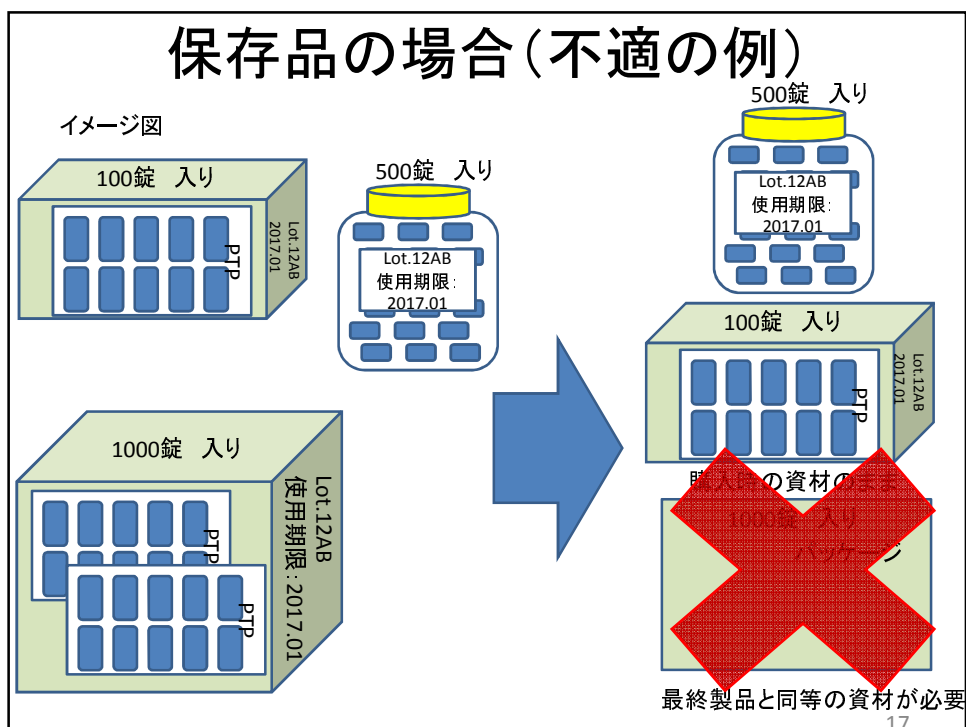 保存品の場合(不適の例)
イメージ図
100錠 入り
PTP
Lot.12AB
2017.01
500錠 入り
Lot.12AB
使用期限:
2017.01
1000錠 入り
PTP
PTP
Lot.12AB
使用期限:2017.01
500錠 入り
Lot.12AB
使用期限:
2017.01
100錠 入り
PTP
Lot.12AB
2017.01
購入時の資材のまま
1000錠 入り
パッケージ
最終製品と同等の資材が必要
17